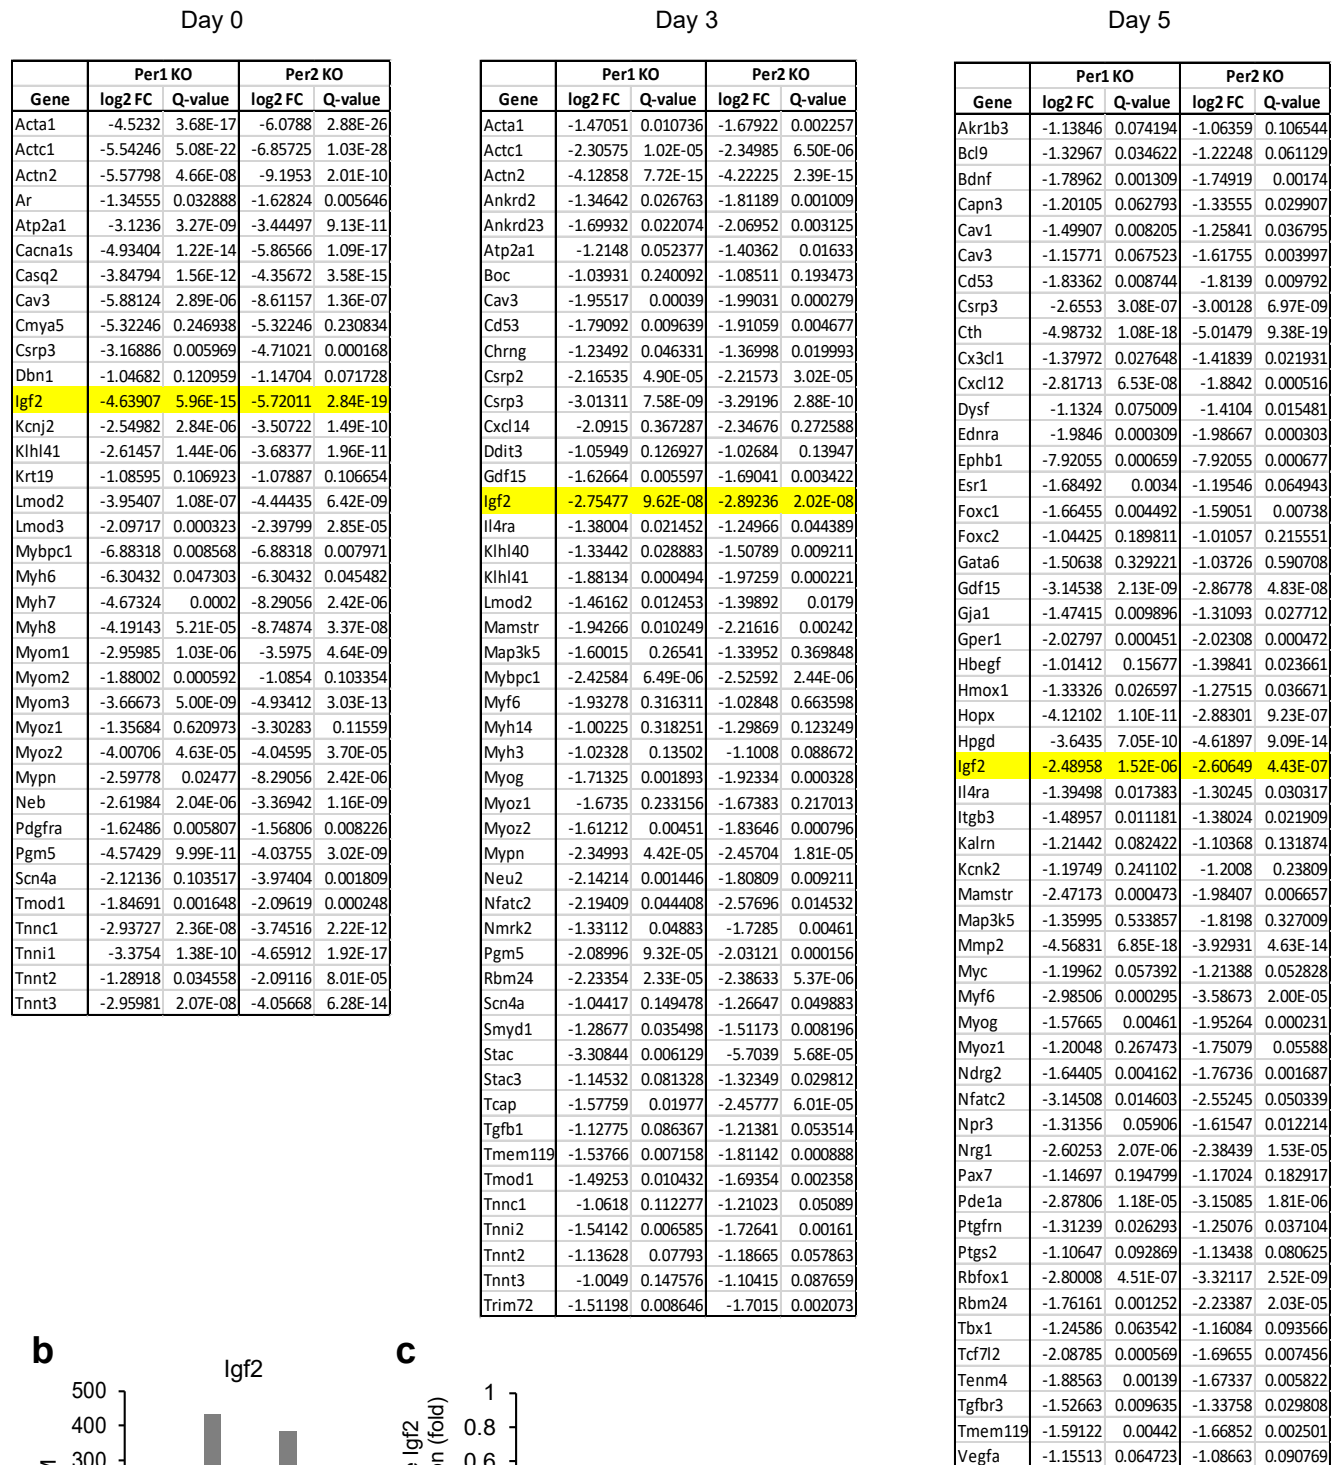 Day 0
Per1 KO Per2 KO
Gene log2 FC Q-value log2 FC Q-value
Acta1 -4.5232 3.68E-17 -6.0788 2.88E-26
Actc1 -5.54246 5.08E-22 -6.85725 1.03E-28
Actn2 -5.57798 4.66E-08 -9.1953 2.01E-10
Ar -1.34555 0.032888 -1.62824 0.005646
Atp2a1 -3.1236 3.27E-09 -3.44497 9.13E-11
Cacna1s -4.93404 1.22E-14 -5.86566 1.09E-17
Casq2 -3.84794 1.56E-12 -4.35672 3.58E-15
Cav3 -5.88124 2.89E-06 -8.61157 1.36E-07
Cmya5 -5.32246 0.246938 -5.32246 0.230834
Csrp3 -3.16886 0.005969 -4.71021 0.000168
Dbn1 -1.04682 0.120959 -1.14704 0.071728
Igf2 -4.63907 5.96E-15 -5.72011 2.84E-19
Kcnj2 -2.54982 2.84E-06 -3.50722 1.49E-10
Klhl41 -2.61457 1.44E-06 -3.68377 1.96E-11
Krt19 -1.08595 0.106923 -1.07887 0.106654
Lmod2 -3.95407 1.08E-07 -4.44435 6.42E-09
Lmod3 -2.09717 0.000323 -2.39799 2.85E-05
Mybpc1 -6.88318 0.008568 -6.88318 0.007971
Myh6 -6.30432 0.047303 -6.30432 0.045482
Myh7 -4.67324 0.0002 -8.29056 2.42E-06
Myh8 -4.19143 5.21E-05 -8.74874 3.37E-08
Myom1 -2.95985 1.03E-06 -3.5975 4.64E-09
Myom2 -1.88002 0.000592 -1.0854 0.103354
Myom3 -3.66673 5.00E-09 -4.93412 3.03E-13
Myoz1 -1.35684 0.620973 -3.30283 0.11559
Myoz2 -4.00706 4.63E-05 -4.04595 3.70E-05
Mypn -2.59778 0.02477 -8.29056 2.42E-06
Neb -2.61984 2.04E-06 -3.36942 1.16E-09
Pdgfra -1.62486 0.005807 -1.56806 0.008226
Pgm5 -4.57429 9.99E-11 -4.03755 3.02E-09
Scn4a -2.12136 0.103517 -3.97404 0.001809
Tmod1 -1.84691 0.001648 -2.09619 0.000248
Tnnc1 -2.93727 2.36E-08 -3.74516 2.22E-12
Tnni1 -3.3754 1.38E-10 -4.65912 1.92E-17
Tnnt2 -1.28918 0.034558 -2.09116 8.01E-05
Tnnt3 -2.95981 2.07E-08 -4.05668 6.28E-14
Day 3
Per1 KO Per2 KO
Gene log2 FC Q-value log2 FC Q-value
Acta1 -1.47051 0.010736 -1.67922 0.002257
Actc1 -2.30575 1.02E-05 -2.34985 6.50E-06
Actn2 -4.12858 7.72E-15 -4.22225 2.39E-15
Ankrd2 -1.34642 0.026763 -1.81189 0.001009
Ankrd23 -1.69932 0.022074 -2.06952 0.003125
Atp2a1 -1.2148 0.052377 -1.40362 0.01633
Boc -1.03931 0.240092 -1.08511 0.193473
Cav3 -1.95517 0.00039 -1.99031 0.000279
Cd53 -1.79092 0.009639 -1.91059 0.004677
Chrng -1.23492 0.046331 -1.36998 0.019993
Csrp2 -2.16535 4.90E-05 -2.21573 3.02E-05
Csrp3 -3.01311 7.58E-09 -3.29196 2.88E-10
Cxcl14 -2.0915 0.367287 -2.34676 0.272588
Ddit3 -1.05949 0.126927 -1.02684 0.13947
Gdf15 -1.62664 0.005597 -1.69041 0.003422
Igf2 -2.75477 9.62E-08 -2.89236 2.02E-08
Il4ra -1.38004 0.021452 -1.24966 0.044389
Klhl40 -1.33442 0.028883 -1.50789 0.009211
Klhl41 -1.88134 0.000494 -1.97259 0.000221
Lmod2 -1.46162 0.012453 -1.39892 0.0179
Mamstr -1.94266 0.010249 -2.21616 0.00242
Map3k5 -1.60015 0.26541 -1.33952 0.369848
Mybpc1 -2.42584 6.49E-06 -2.52592 2.44E-06
Myf6 -1.93278 0.316311 -1.02848 0.663598
Myh14 -1.00225 0.318251 -1.29869 0.123249
Myh3 -1.02328 0.13502 -1.1008 0.088672
Myog -1.71325 0.001893 -1.92334 0.000328
Myoz1 -1.6735 0.233156 -1.67383 0.217013
Myoz2 -1.61212 0.00451 -1.83646 0.000796
Mypn -2.34993 4.42E-05 -2.45704 1.81E-05
Neu2 -2.14214 0.001446 -1.80809 0.009211
Nfatc2 -2.19409 0.044408 -2.57696 0.014532
Nmrk2 -1.33112 0.04883 -1.7285 0.00461
Pgm5 -2.08996 9.32E-05 -2.03121 0.000156
Rbm24 -2.23354 2.33E-05 -2.38633 5.37E-06
Scn4a -1.04417 0.149478 -1.26647 0.049883
Smyd1 -1.28677 0.035498 -1.51173 0.008196
Stac -3.30844 0.006129 -5.7039 5.68E-05
Stac3 -1.14532 0.081328 -1.32349 0.029812
Tcap -1.57759 0.01977 -2.45777 6.01E-05
Tgfb1 -1.12775 0.086367 -1.21381 0.053514
Tmem119 -1.53766 0.007158 -1.81142 0.000888
Tmod1 -1.49253 0.010432 -1.69354 0.002358
Tnnc1 -1.0618 0.112277 -1.21023 0.05089
Tnni2 -1.54142 0.006585 -1.72641 0.00161
Tnnt2 -1.13628 0.07793 -1.18665 0.057863
Tnnt3 -1.0049 0.147576 -1.10415 0.087659
Trim72 -1.51198 0.008646 -1.7015 0.002073
Day 5
Per1 KO Per2 KO
Gene log2 FC Q-value log2 FC Q-value
Akr1b3 -1.13846 0.074194 -1.06359 0.106544
Bcl9 -1.32967 0.034622 -1.22248 0.061129
Bdnf -1.78962 0.001309 -1.74919 0.00174
Capn3 -1.20105 0.062793 -1.33555 0.029907
Cav1 -1.49907 0.008205 -1.25841 0.036795
Cav3 -1.15771 0.067523 -1.61755 0.003997
Cd53 -1.83362 0.008744 -1.8139 0.009792
Csrp3 -2.6553 3.08E-07 -3.00128 6.97E-09
Cth -4.98732 1.08E-18 -5.01479 9.38E-19
Cx3cl1 -1.37972 0.027648 -1.41839 0.021931
Cxcl12 -2.81713 6.53E-08 -1.8842 0.000516
Dysf -1.1324 0.075009 -1.4104 0.015481
Ednra -1.9846 0.000309 -1.98667 0.000303
Ephb1 -7.92055 0.000659 -7.92055 0.000677
Esr1 -1.68492 0.0034 -1.19546 0.064943
Foxc1 -1.66455 0.004492 -1.59051 0.00738
Foxc2 -1.04425 0.189811 -1.01057 0.215551
Gata6 -1.50638 0.329221 -1.03726 0.590708
Gdf15 -3.14538 2.13E-09 -2.86778 4.83E-08
Gja1 -1.47415 0.009896 -1.31093 0.027712
Gper1 -2.02797 0.000451 -2.02308 0.000472
Hbegf -1.01412 0.15677 -1.39841 0.023661
Hmox1 -1.33326 0.026597 -1.27515 0.036671
Hopx -4.12102 1.10E-11 -2.88301 9.23E-07
Hpgd -3.6435 7.05E-10 -4.61897 9.09E-14
Igf2 -2.48958 1.52E-06 -2.60649 4.43E-07
Il4ra -1.39498 0.017383 -1.30245 0.030317
Itgb3 -1.48957 0.011181 -1.38024 0.021909
Kalrn -1.21442 0.082422 -1.10368 0.131874
Kcnk2 -1.19749 0.241102 -1.2008 0.23809
Mamstr -2.47173 0.000473 -1.98407 0.006657
Map3k5 -1.35995 0.533857 -1.8198 0.327009
Mmp2 -4.56831 6.85E-18 -3.92931 4.63E-14
Myc -1.19962 0.057392 -1.21388 0.052828
Myf6 -2.98506 0.000295 -3.58673 2.00E-05
Myog -1.57665 0.00461 -1.95264 0.000231
Myoz1 -1.20048 0.267473 -1.75079 0.05588
Ndrg2 -1.64405 0.004162 -1.76736 0.001687
Nfatc2 -3.14508 0.014603 -2.55245 0.050339
Npr3 -1.31356 0.05906 -1.61547 0.012214
Nrg1 -2.60253 2.07E-06 -2.38439 1.53E-05
Pax7 -1.14697 0.194799 -1.17024 0.182917
Pde1a -2.87806 1.18E-05 -3.15085 1.81E-06
Ptgfrn -1.31239 0.026293 -1.25076 0.037104
Ptgs2 -1.10647 0.092869 -1.13438 0.080625
Rbfox1 -2.80008 4.51E-07 -3.32117 2.52E-09
Rbm24 -1.76161 0.001252 -2.23387 2.03E-05
Tbx1 -1.24586 0.063542 -1.16084 0.093566
Tcf7l2 -2.08785 0.000569 -1.69655 0.007456
Tenm4 -1.88563 0.00139 -1.67337 0.005822
Tgfbr3 -1.52663 0.009635 -1.33758 0.029808
Tmem119 -1.59122 0.00442 -1.66852 0.002501
Vegfa -1.15513 0.064723 -1.08663 0.090769
b
Igf2
500
400
300
c
1
0.8
0.6
Igf2
(fold)